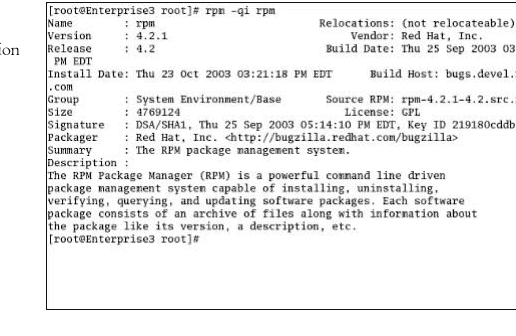 ion
[root@Enterprise3 root]# rpm -qi rpm
Name : rpm Relocations: (not relocateable)
Version : 4.2.1 Vendor: Red Hat, Inc.
Release : 4.2 Build Date: Thu 25 Sep 2003 03
PM EDT
Install Date: Thu 23 Oct 2003 03:21:18 PM EDT Build Host: bugs.devel.
.com
Group : System Environment/Base Source RPM: rpm-4.2.1-4.2.src.
Size : 4769124 License: GPL
Signature : DSA/SHA1, Thu 25 Sep 2003 05:14:10 PM EDT, Key ID 219180cddb
Packager : Red Hat, Inc. <http://bugzilla.redhat.com/bugzilla>
Summary : The RPM package management system.
Description :
The RPM Package Manager (RPM) is a powerful command line driven
package management system capable of installing, uninstalling,
verifying, querying, and updating software packages. Each software
package consists of an archive of files along with information about
the package like its version, a description, etc.
[root@Enterprise3 root]#